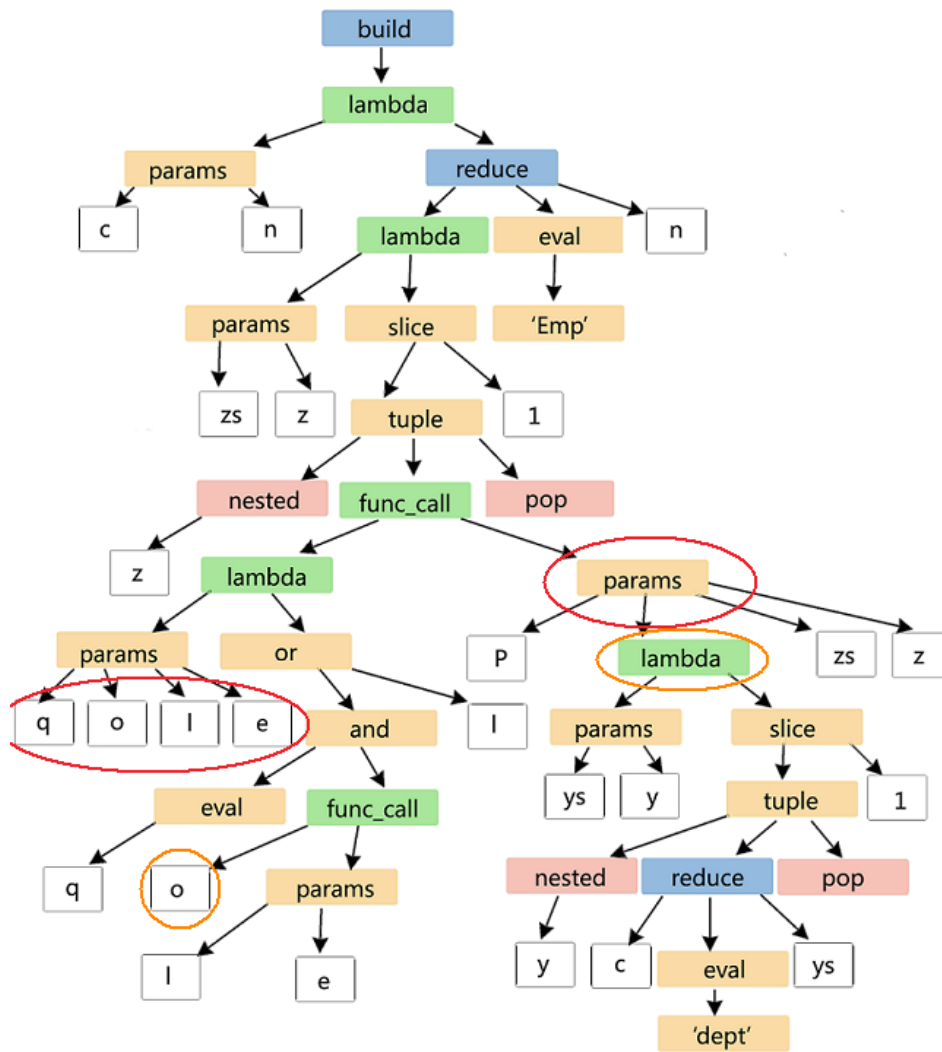 build
lambda
params
reduce
c
n
lambda
eval
n
params
slice
‘Emp’
zs
z
tuple
1
nested
func_call
pop
z
lambda
params
params
or
P
lambda
zs
z
q
o
l
e
and
l
params
slice
eval
func_call
ys
y
tuple
1
q
o
params
nested
reduce
pop
l
e
y
c
eval
ys
‘dept’